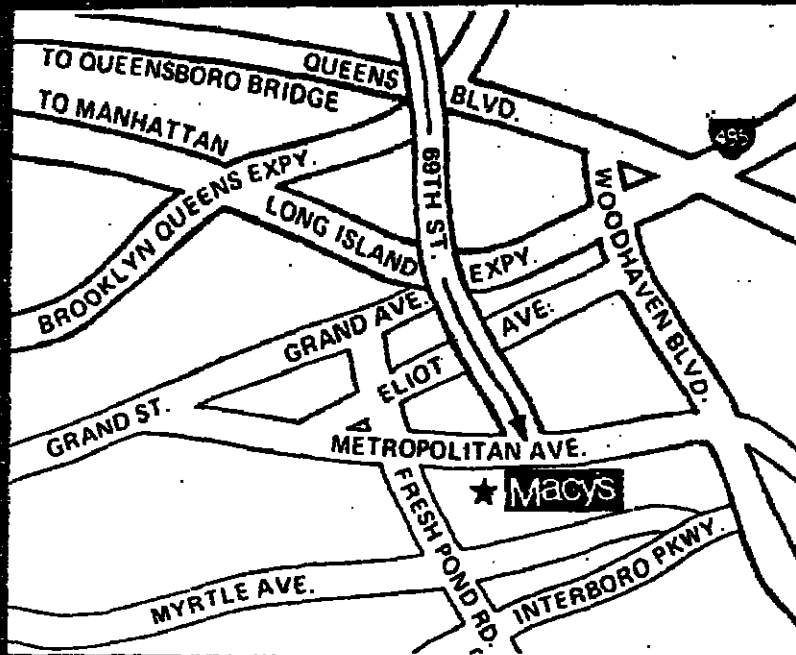 QUEENS BLVD.
TO QUEENSBORO BRIDGE
TO MANHATTAN
495
BROOKLYN QUEENS EXPY.
69TH ST.
LONG ISLAND EXPY.
WOODHAVEN BLVD.
GRAND AVE.
ELIOT AVE.
GRAND ST.
METROPOLITAN AVE.
Macys
FRESH POND RD.
MYRTLE AVE.
INTERBORO PKWY.